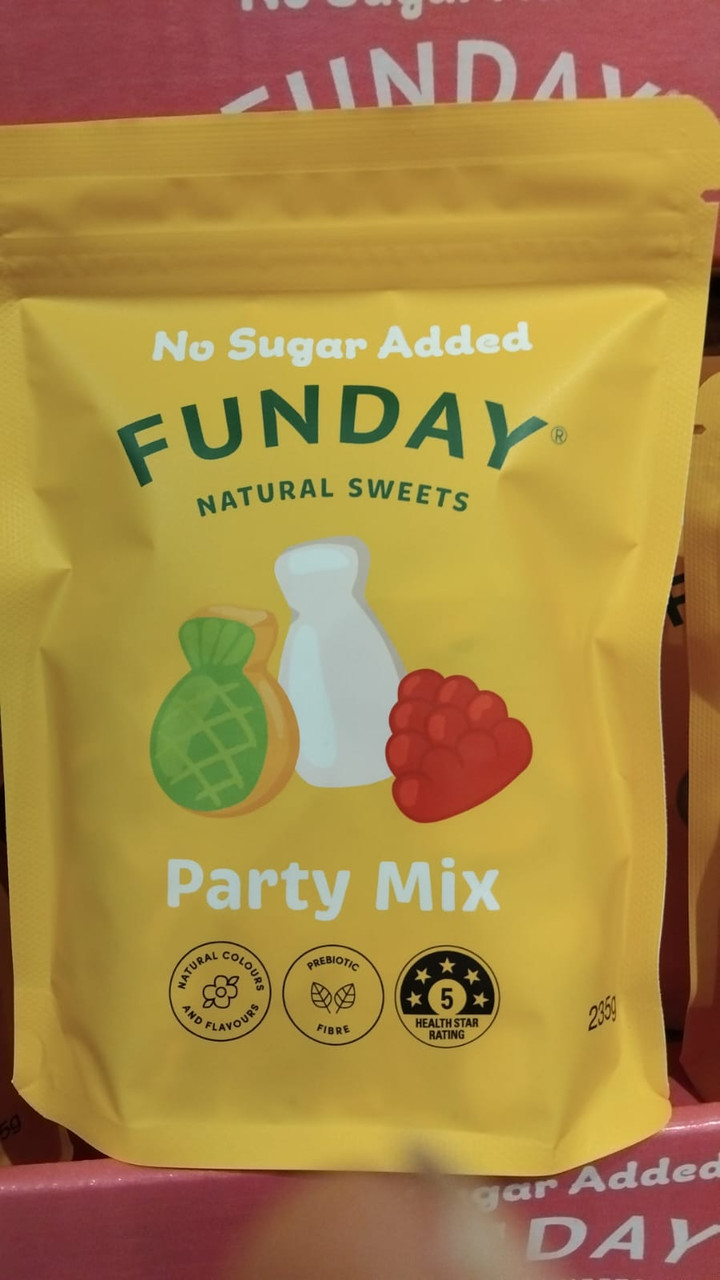 No Sugar
FUNDAY
No Sugar Added
FUNDAY®
NATURAL SWEETS
Party Mix
NATURAL COLOURS
AND FLAVOURS
PREBIOTIC
FIBRE
5
HEALTH STAR
RATING
235g
Added
DAY